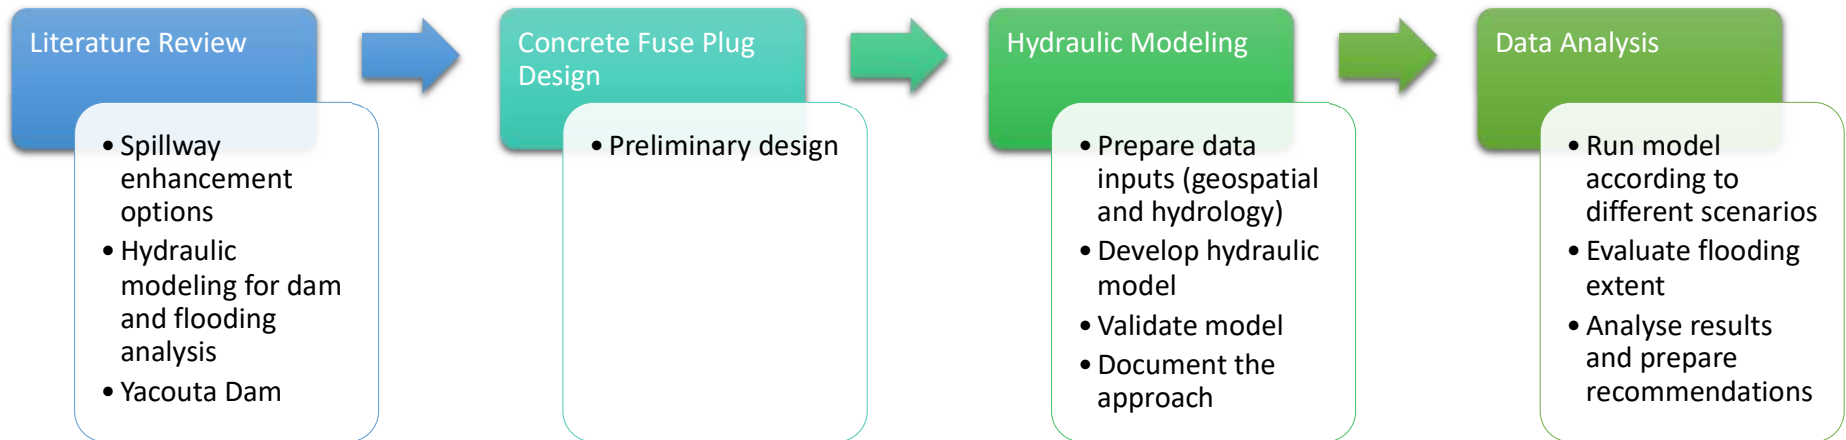 Literature Review
• Spillway
enhancement
options
• Hydraulic
modeling for dam
and flooding
analysis
• Yacouta Dam
Concrete Fuse Plug
Design
• Preliminary design
Hydraulic Modeling
• Prepare data
inputs (geospatial
and hydrology)
• Develop hydraulic
model
• Validate model
• Document the
approach
Data Analysis
• Run model
according to
different scenarios
• Evaluate flooding
extent
• Analyse results
and prepare
recommendations